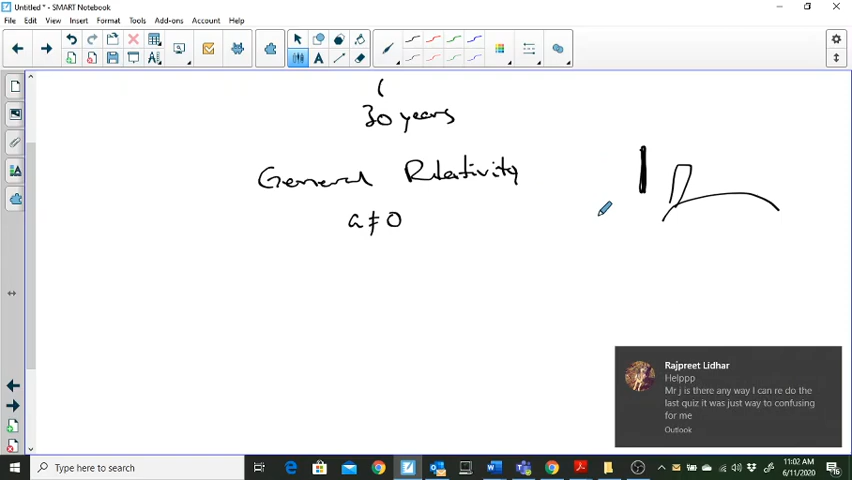 Untitled * - SMART Notebook
File Edit View Insert Format Tools Add-ons Account Help
30 years
General Relativity
a≠0
Rajpreet Lidhar
Helppp
Mr j is there any way I can re do the
last quiz it was just way to confusing
for me
Outlook
Type here to search
11:02 AM
6/11/2020